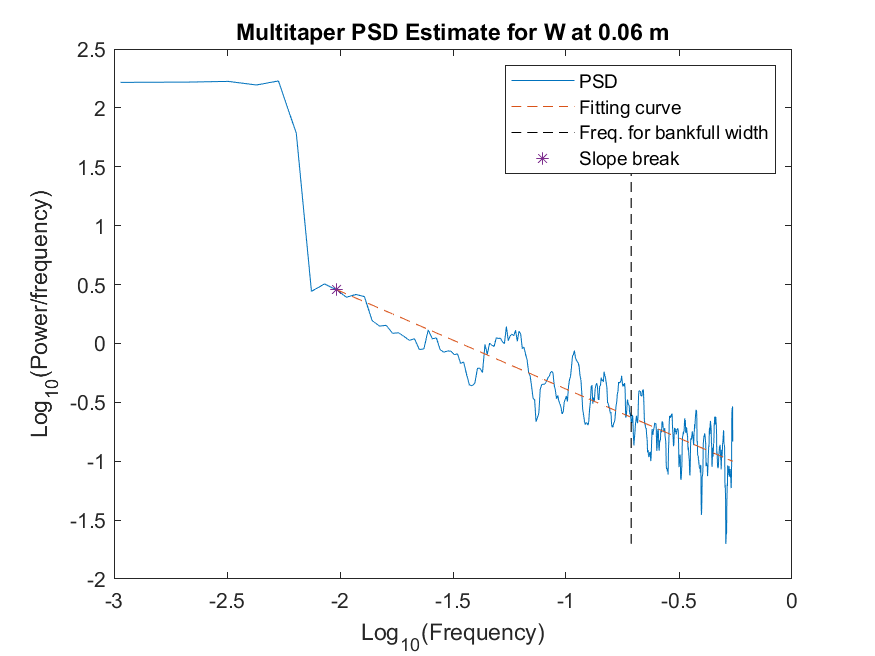 Multitaper PSD Estimate for W at 0.06 m
PSD
Fitting curve
Freq. for bankfull width
Slope break
2.5
2
1.5
1
0.5
0
-0.5
-1
-1.5
-2
Log10(Power/frequency)
-3
-2.5
-2
-1.5
-1
-0.5
0
Log10(Frequency)